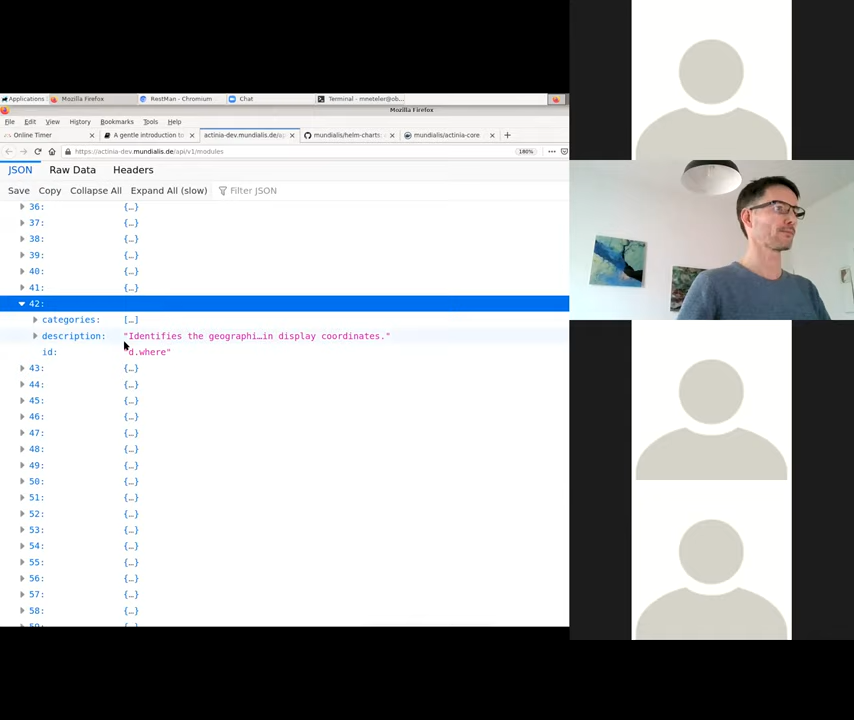 Applications Mozilla Firefox RestMan - Chromium Chat Terminal - mneteler@ob...
Mozilla Firefox
File Edit View History Bookmarks Tools Help
Online Timer A gentle introduction to actinia-dev.mundialis.de/a mundialis/helm-charts: mundialis/actinia-core
https://actinia-dev.mundialis.de/api/v1/modules 180%
JSON Raw Data Headers
Save Copy Collapse All Expand All (slow) Filter JSON
36: {…}
37: {…}
38: {…}
39: {…}
40: {…}
41: {…}
42:
categories: […]
description: "Identifies the geographi…in display coordinates."
id: "d.where"
43: {…}
44: {…}
45: {…}
46: {…}
47: {…}
48: {…}
49: {…}
50: {…}
51: {…}
52: {…}
53: {…}
54: {…}
55: {…}
56: {…}
57: {…}
58: {…}